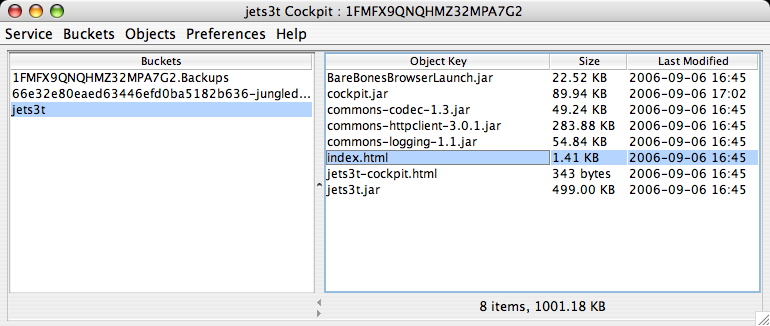 jets3t Cockpit : 1FMFX9QNQHMZ32MPA7G2
Service Buckets Objects Preferences Help
Buckets
1FMFX9QNQHMZ32MPA7G2.Backups
66e32e80eaed63446efd0ba5182b636-jungled...
jets3t
Object Key Size Last Modified
BareBonesBrowserLaunch.jar 22.52 KB 2006-09-06 16:45
cockpit.jar 89.94 KB 2006-09-06 17:02
commons-codec-1.3.jar 49.24 KB 2006-09-06 16:45
commons-httpclient-3.0.1.jar 283.88 KB 2006-09-06 16:45
commons-logging-1.1.jar 54.84 KB 2006-09-06 16:45
index.html 1.41 KB 2006-09-06 16:45
jets3t-cockpit.html 343 bytes 2006-09-06 16:45
jets3t.jar 499.00 KB 2006-09-06 16:45
8 items, 1001.18 KB